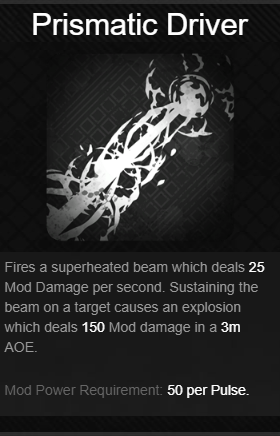 Prismatic Driver
Fires a superheated beam which deals 25
Mod Damage per second. Sustaining the
beam on a target causes an explosion
which deals 150 Mod damage in a 3m
AOE.
Mod Power Requirement: 50 per Pulse.